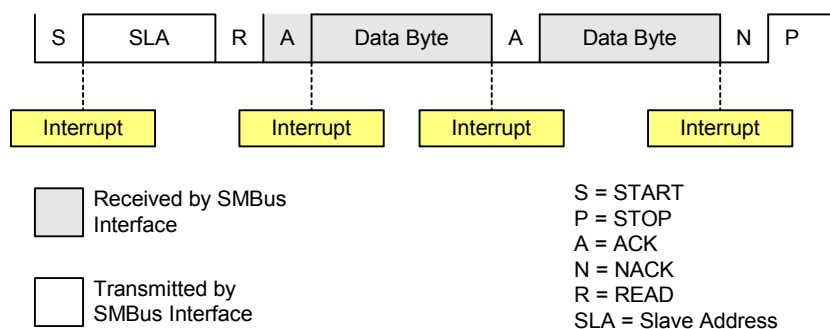 S SLA R A Data Byte A Data Byte N P
Interrupt Interrupt Interrupt Interrupt
Received by SMBus
Interface
Transmitted by
SMBus Interface
S = START
P = STOP
A = ACK
N = NACK
R = READ
SLA = Slave Address